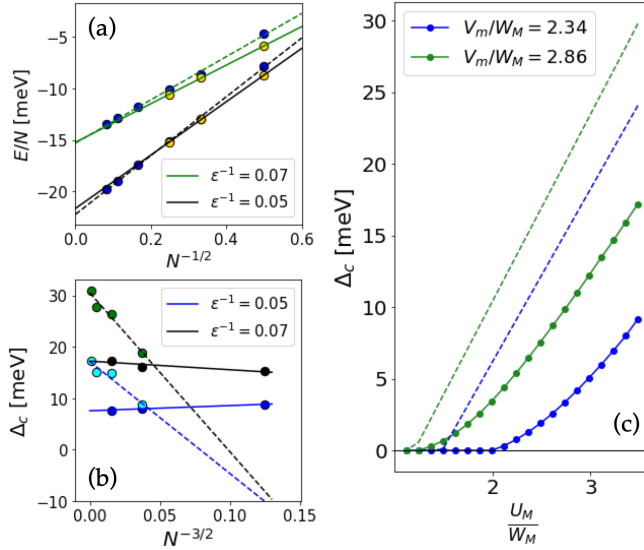 (a)
E/N [meV]
−5
−10
−15
−20
ε⁻¹ = 0.07
ε⁻¹ = 0.05
0.0 0.2 0.4 0.6
N⁻¹/²
(b)
Δc [meV]
30
20
10
0
−10
ε⁻¹ = 0.05
ε⁻¹ = 0.07
0.00 0.05 0.10 0.15
N⁻³/²
(c)
Δc [meV]
30
25
20
15
10
5
0
Vm/WM = 2.34
Vm/WM = 2.86
2 3
UM
WM